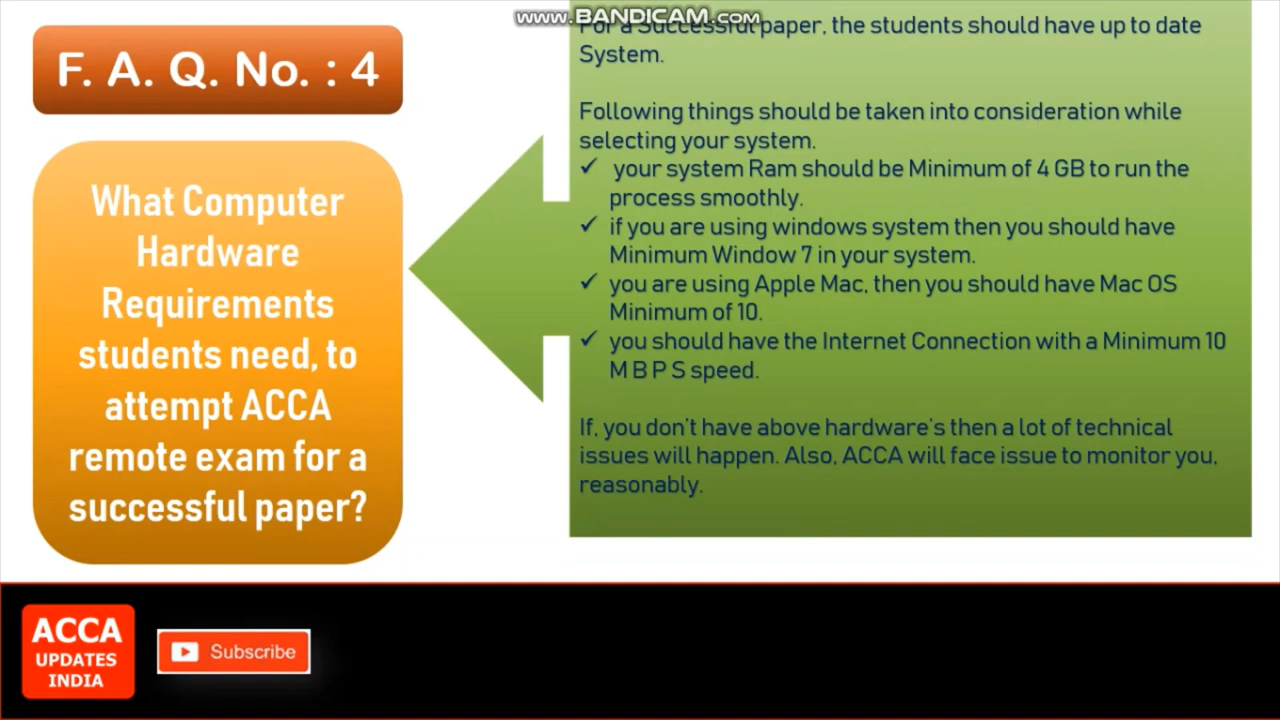 www.BANDICAM.com
F. A. Q. No. : 4
What Computer
Hardware
Requirements
students need, to
attempt ACCA
remote exam for a
successful paper?
For a Successful paper, the students should have up to date
System.
Following things should be taken into consideration while
selecting your system.
✓ your system Ram should be Minimum of 4 GB to run the
process smoothly.
✓ if you are using windows system then you should have
Minimum Window 7 in your system.
✓ you are using Apple Mac, then you should have Mac OS
Minimum of 10.
✓ you should have the Internet Connection with a Minimum 10
M B P S speed.
If, you don't have above hardware's then a lot of technical
issues will happen. Also, ACCA will face issue to monitor you,
reasonably.
ACCA
UPDATES
INDIA
Subscribe